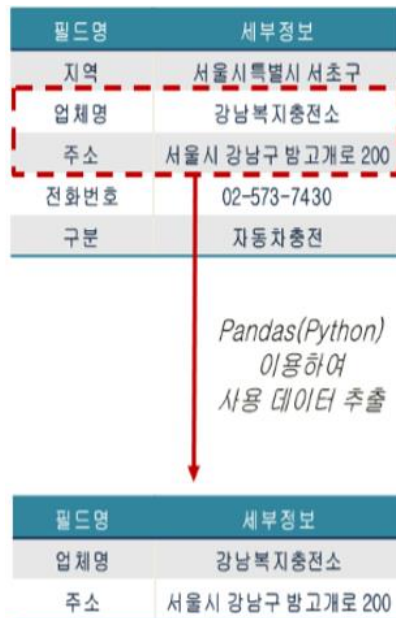 필드명 세부정보
지역 서울시특별시 서초구
업체명 강남복지충전소
주소 서울시 강남구 밤고개로 200
전화번호 02-573-7430
구분 자동차충전
Pandas(Python)
이용하여
사용 데이터 추출
필드명 세부정보
업체명 강남복지충전소
주소 서울시 강남구 밤고개로 200